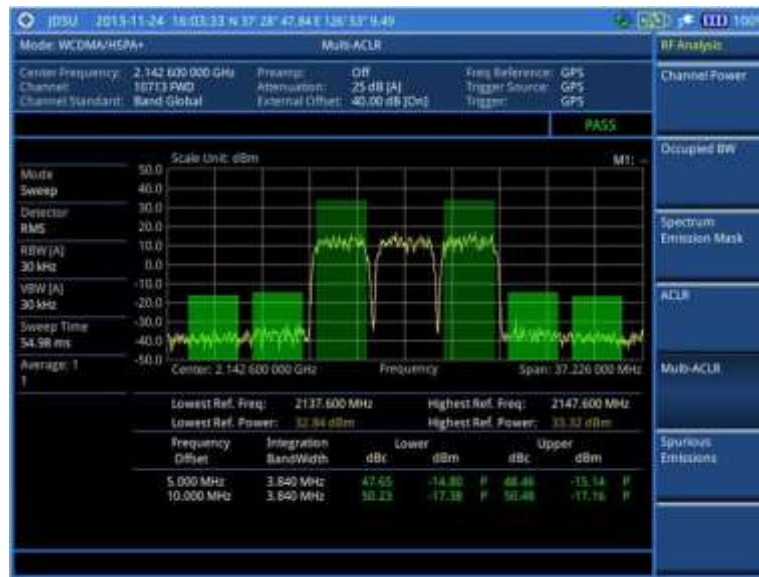 JDSU 2015-11-24 16:03:33 N 37° 28' 47.84 E 126° 53' 9.49 100%
Mode: WCDMA/HSPA+ Multi-ACLR RF Analysis
Center Frequency: 2.142 600 000 GHz Preamp: Off Freq Reference: GPS
Channel: 10713 FWD Attenuation: 25 dB [A] Trigger Source: GPS
Channel Standard: Band Global External Offset: 40.00 dB [On] Trigger: GPS
Channel Power
PASS
Occupied BW
Scale Unit: dBm M1: --
Mode
Sweep
Detector
RMS
RBW [A]
30 kHz
VBW [A]
30 kHz
Sweep Time
54.98 ms
Average: 1
1
50.0
40.0
30.0
20.0
10.0
0.0
-10.0
-20.0
-30.0
-40.0
-50.0
Center: 2.142 600 000 GHz Frequency Span: 37.226 000 MHz
Spectrum
Emission Mask
ACLR
Multi-ACLR
Lowest Ref. Freq: 2137.600 MHz Highest Ref. Freq: 2147.600 MHz
Lowest Ref. Power: 32.84 dBm Highest Ref. Power: 33.32 dBm
Frequency Integration Lower Upper
Offset BandWidth dBc dBm dBc dBm
5.000 MHz 3.840 MHz 47.65 -14.80 P 48.46 -15.14 P
10.000 MHz 3.840 MHz 50.23 -17.38 P 50.48 -17.16 P
Spurious
Emissions